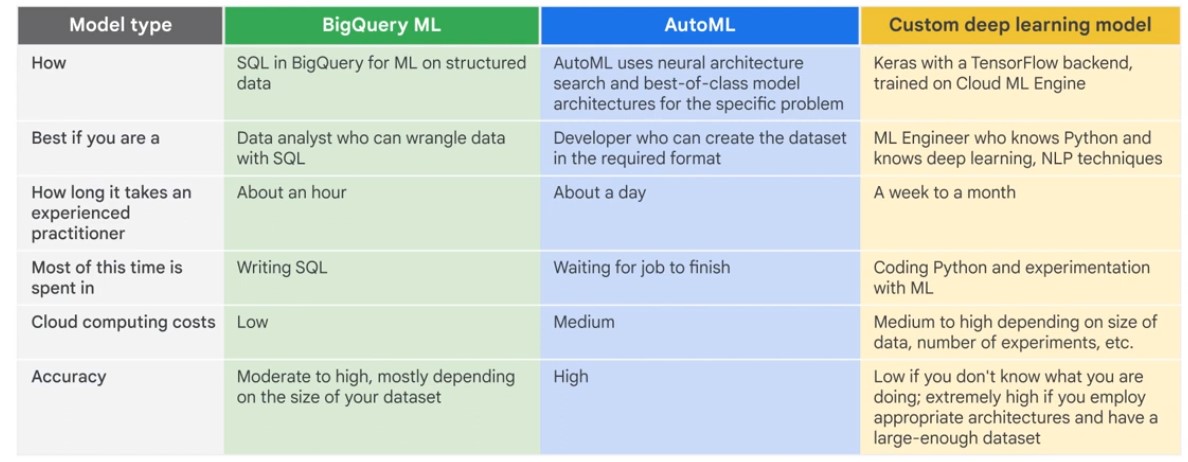 Model type
BigQuery ML
AutoML
Custom deep learning model
How
SQL in BigQuery for ML on structured
data
AutoML uses neural architecture
search and best-of-class model
architectures for the specific problem
Keras with a TensorFlow backend,
trained on Cloud ML Engine
Best if you are a
Data analyst who can wrangle data
with SQL
Developer who can create the dataset
in the required format
ML Engineer who knows Python and
knows deep learning, NLP techniques
How long it takes an
experienced
practitioner
About an hour
About a day
A week to a month
Most of this time is
spent in
Writing SQL
Waiting for job to finish
Coding Python and experimentation
with ML
Cloud computing costs
Low
Medium
Medium to high depending on size of
data, number of experiments, etc.
Accuracy
Moderate to high, mostly depending
on the size of your dataset
High
Low if you don't know what you are
doing; extremely high if you employ
appropriate architectures and have a
large-enough dataset